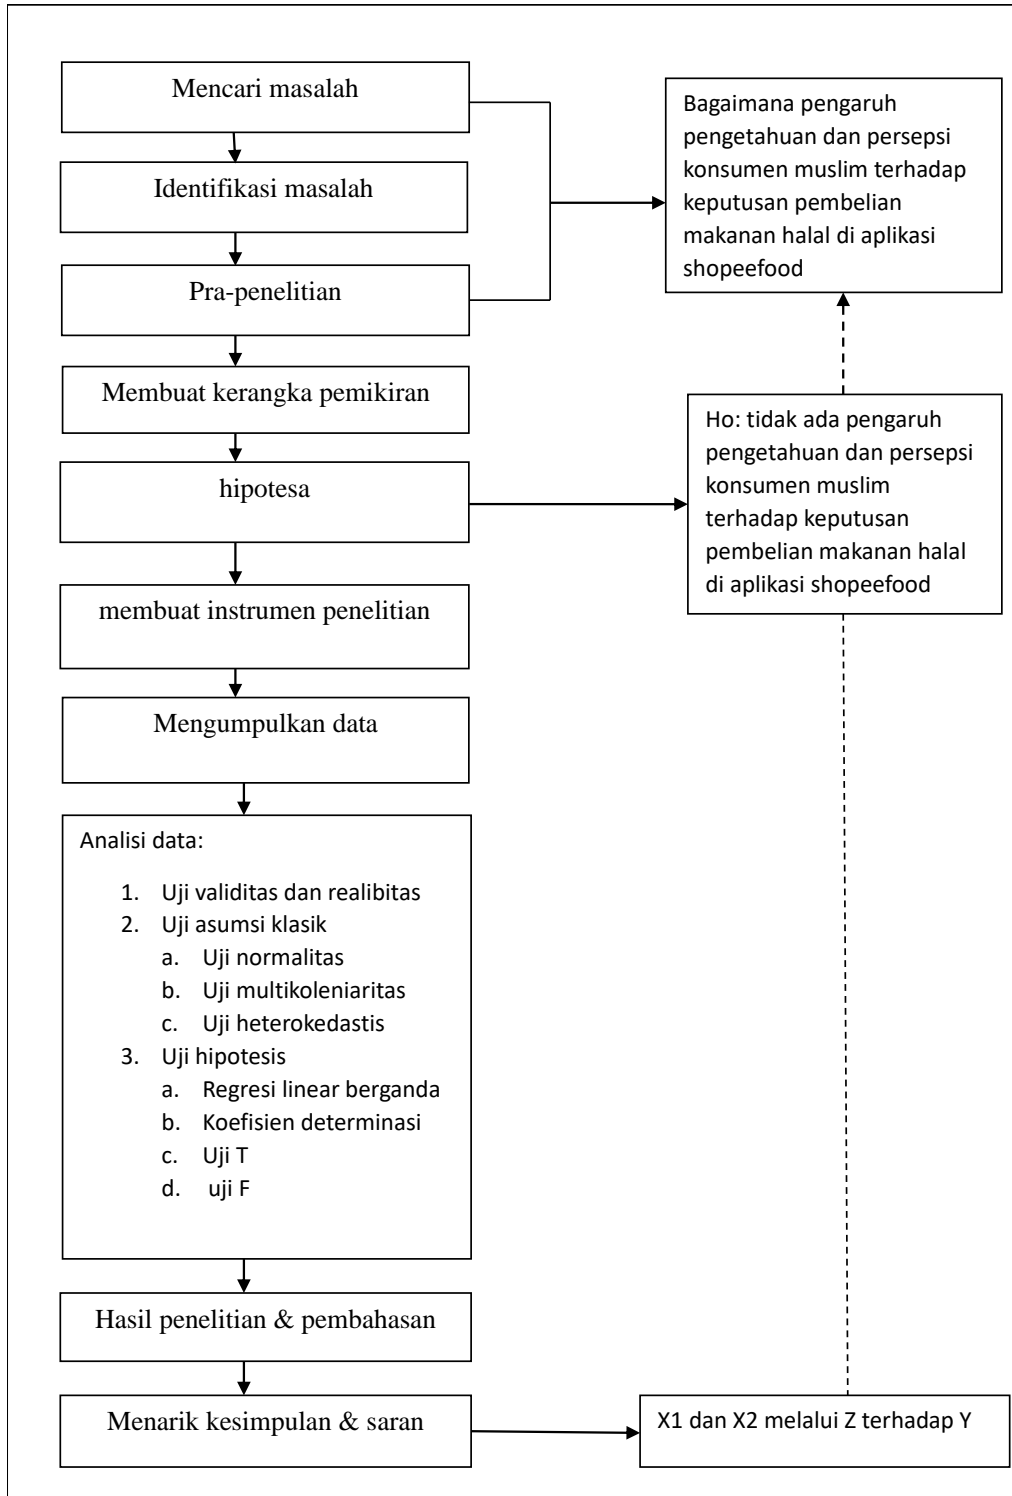 Mencari masalah
Identifikasi masalah
Pra-penelitian
Bagaimana pengaruh
pengetahuan dan persepsi
konsumen muslim terhadap
keputusan pembelian
makanan halal di aplikasi
shopeefood
Membuat kerangka pemikiran
hipotesa
Ho: tidak ada pengaruh
pengetahuan dan persepsi
konsumen muslim
terhadap keputusan
pembelian makanan halal
di aplikasi shopeefood
membuat instrumen penelitian
Mengumpulkan data
Analisi data:
1. Uji validitas dan realibitas
2. Uji asumsi klasik
a. Uji normalitas
b. Uji multikoleniaritas
c. Uji heterokedastis
3. Uji hipotesis
a. Regresi linear berganda
b. Koefisien determinasi
c. Uji T
d. uji F
Hasil penelitian & pembahasan
Menarik kesimpulan & saran
X1 dan X2 melalui Z terhadap Y